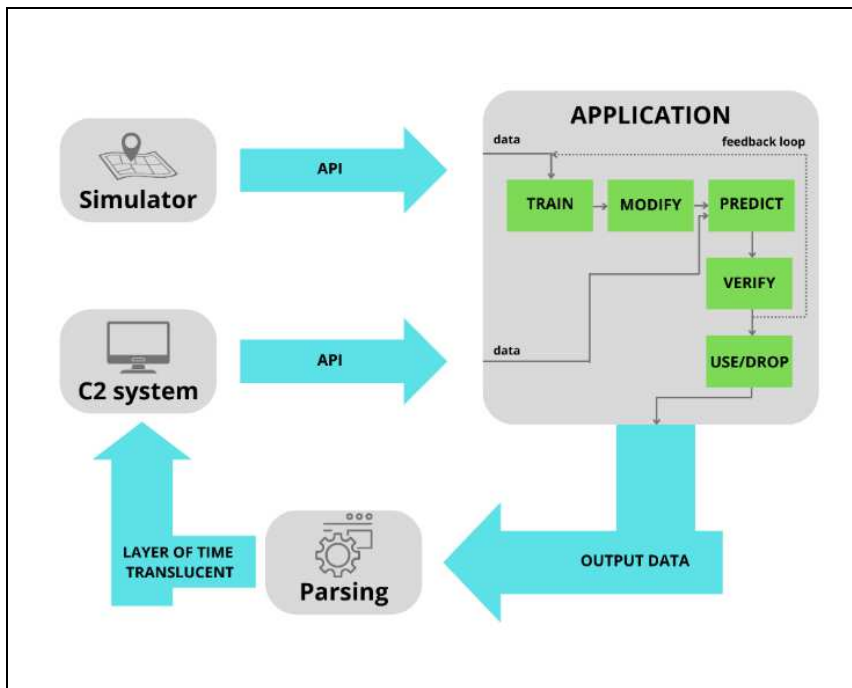 APPLICATION
data
feedback loop
Simulator
API
TRAIN
MODIFY
PREDICT
VERIFY
data
USE/DROP
C2 system
API
LAYER OF TIME
TRANSLUCENT
Parsing
OUTPUT DATA